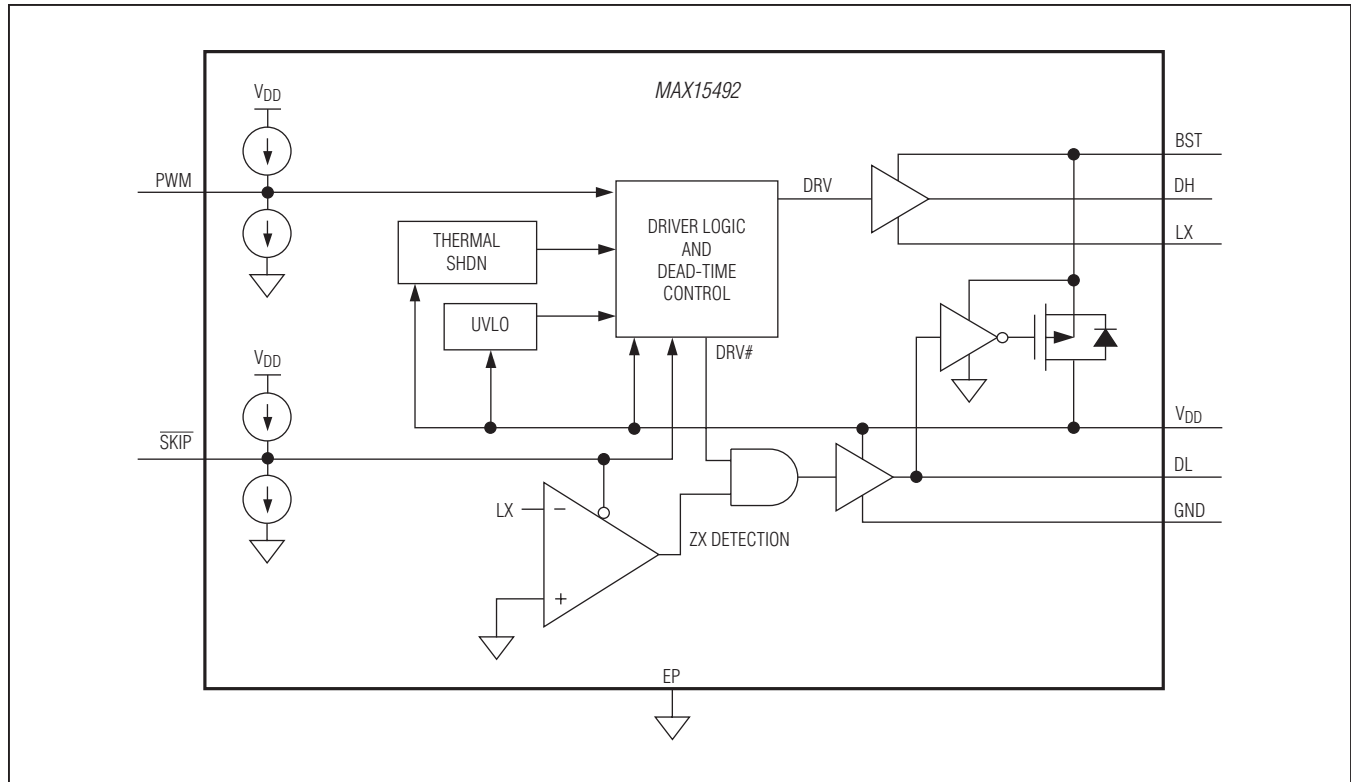 MAX15492
VDD
PWM
THERMAL
SHDN
UVLO
DRIVER LOGIC
AND
DEAD-TIME
CONTROL
DRV
BST
DH
LX
DRV#
VDD
SKIP
VDD
DL
GND
LX
−
+
ZX DETECTION
EP